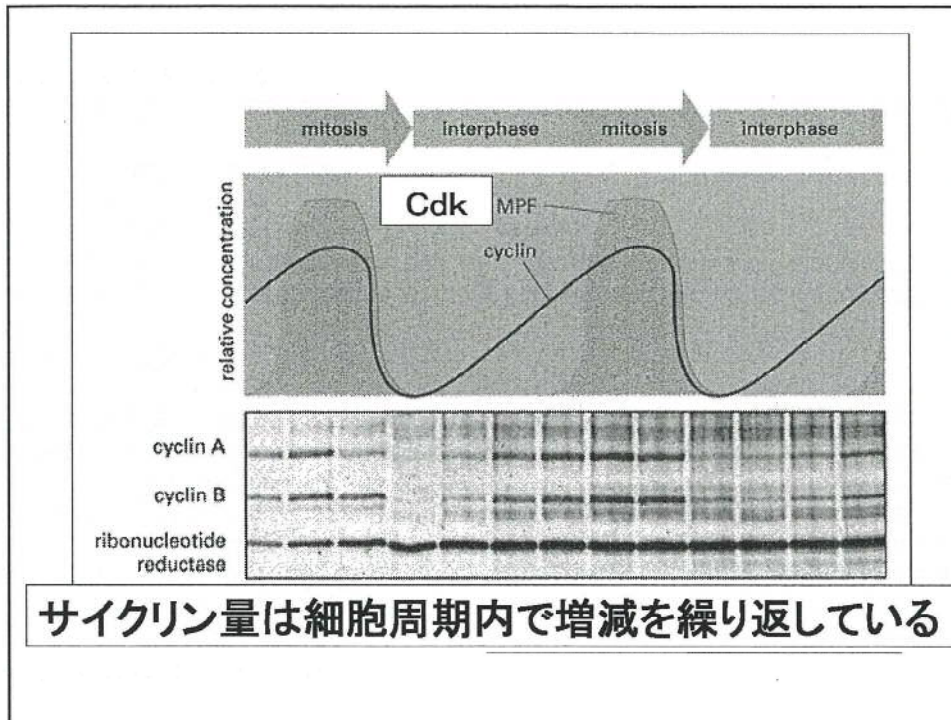 mitosis interphase mitosis interphase
Cdk MPF
cyclin
relative concentration
cyclin A
cyclin B
ribonucleotide
reductase
サイクリン量は細胞周期内で増減を繰り返している